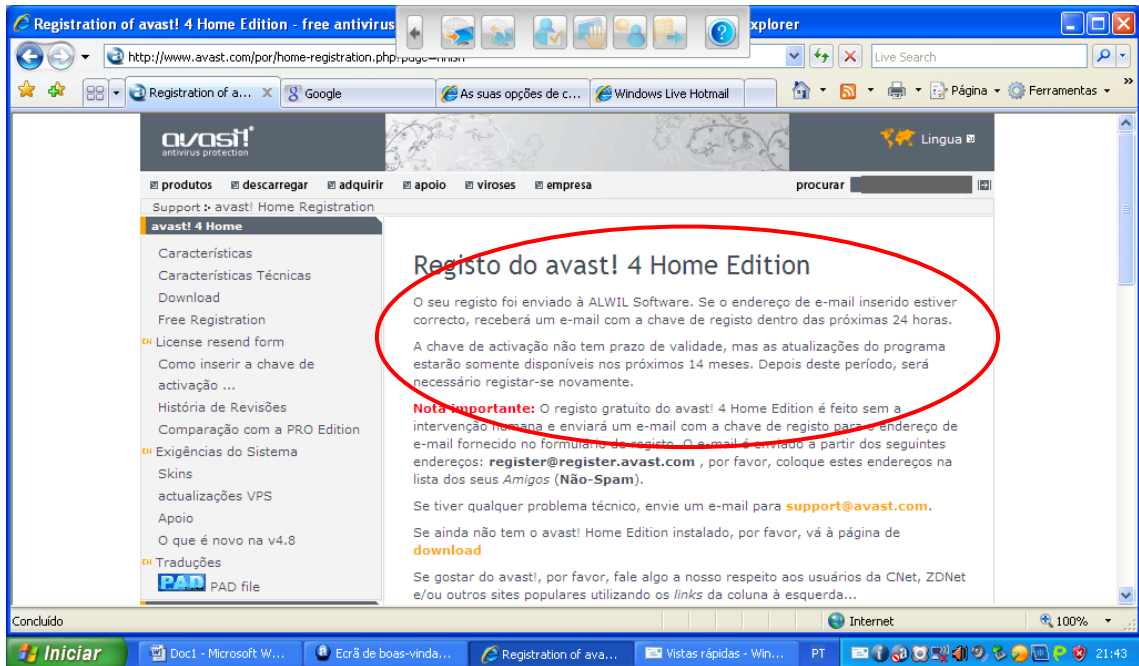 Registration of avast! 4 Home Edition - free antivirus
xplorer
http://www.avast.com/por/home-registration.php?page=finish
Live Search
Registration of a...
Google
As suas opções de c...
Windows Live Hotmail
Página
Ferramentas
avast!
antivirus protection
Lingua
produtos descarregar adquirir apoio viroses empresa
procurar
Support :- avast! Home Registration
avast! 4 Home
Características
Características Técnicas
Download
Free Registration
EN License resend form
Como inserir a chave de
activação ...
História de Revisões
Comparação com a PRO Edition
EN Exigências do Sistema
Skins
actualizações VPS
Apoio
O que é novo na v4.8
EN Traduções
PAD PAD file
Registo do avast! 4 Home Edition
O seu registo foi enviado à ALWIL Software. Se o endereço de e-mail inserido estiver
correcto, receberá um e-mail com a chave de registo dentro das próximas 24 horas.
A chave de activação não tem prazo de validade, mas as atualizações do programa
estarão somente disponíveis nos próximos 14 meses. Depois deste período, será
necessário registar-se novamente.
Nota importante: O registo gratuito do avast! 4 Home Edition é feito sem a
intervenção humana e enviará um e-mail com a chave de registo para o endereço de
e-mail fornecido no formulário de registo. O e-mail é enviado a partir dos seguintes
endereços: register@register.avast.com , por favor, coloque estes endereços na
lista dos seus Amigos (Não-Spam).
Se tiver qualquer problema técnico, envie um e-mail para support@avast.com.
Se ainda não tem o avast! Home Edition instalado, por favor, vá à página de
download
Se gostar do avast!, por favor, fale algo a nosso respeito aos usuários da CNet, ZDNet
e/ou outros sites populares utilizando os links da coluna à esquerda...
Concluído
Internet
100%
Iniciar
Doc1 - Microsoft W...
Ecrã de boas-vinda...
Registration of ava...
Vistas rápidas - Win...
PT
21:43